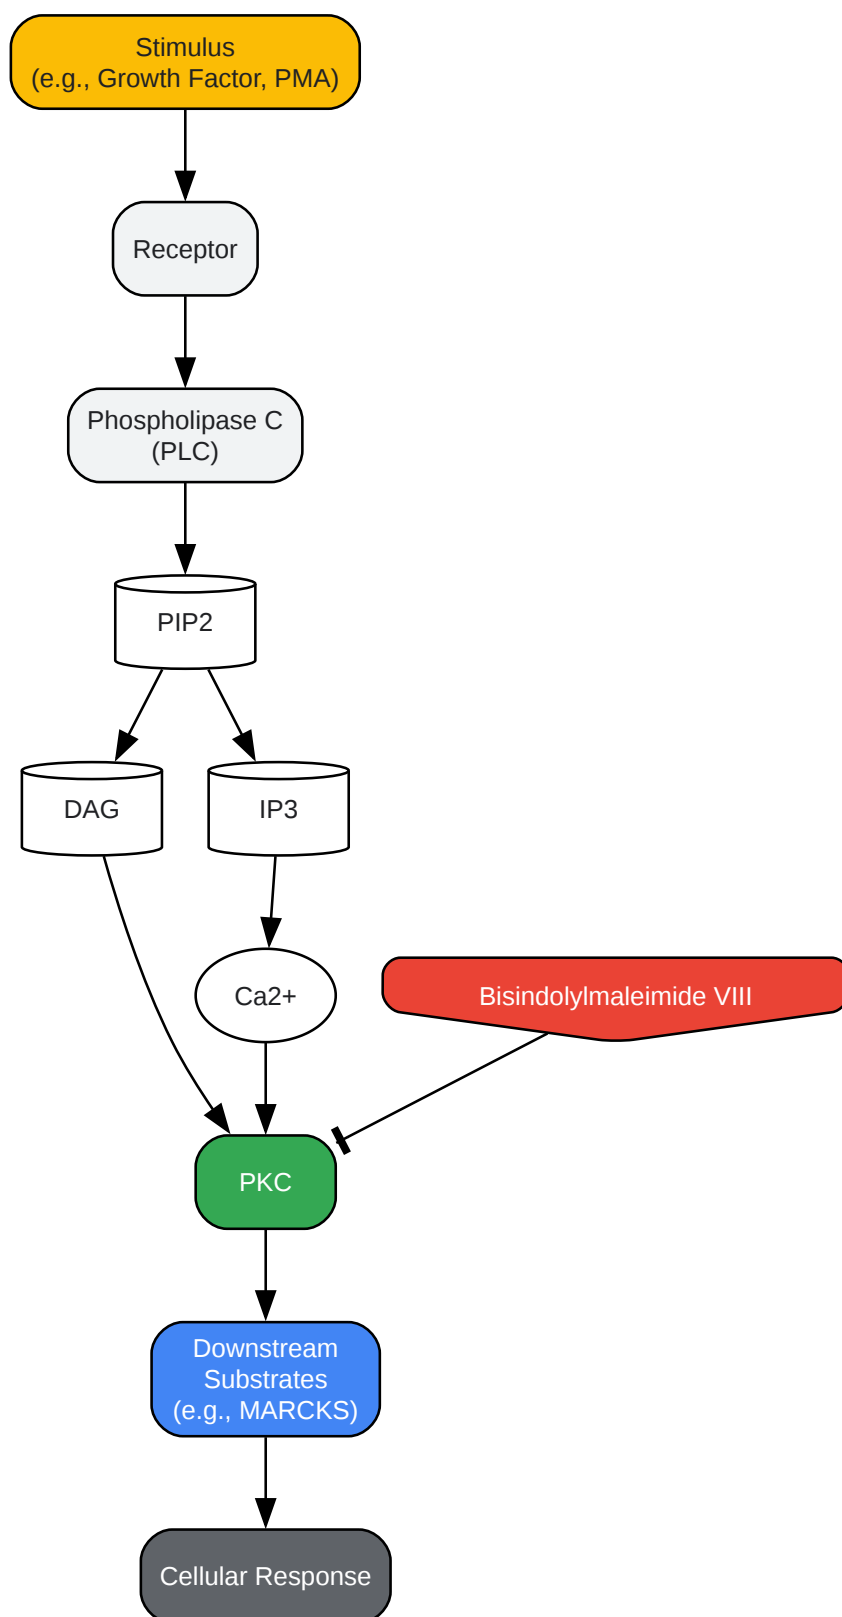 Stimulus
(e.g., Growth Factor, PMA)
Receptor
Phospholipase C
(PLC)
PIP2
DAG
IP3
Ca2+
Bisindolylmaleimide VIII
PKC
Downstream
Substrates
(e.g., MARCKS)
Cellular Response